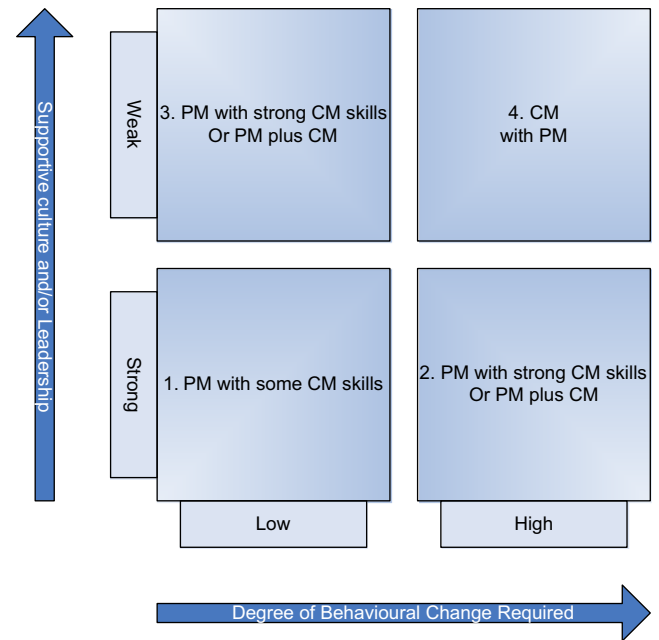 Supportive culture and/or Leadership
Weak
3. PM with strong CM skills
Or PM plus CM
4. CM
with PM
Strong
1. PM with some CM skills
2. PM with strong CM skills
Or PM plus CM
Low
High
Degree of Behavioural Change Required